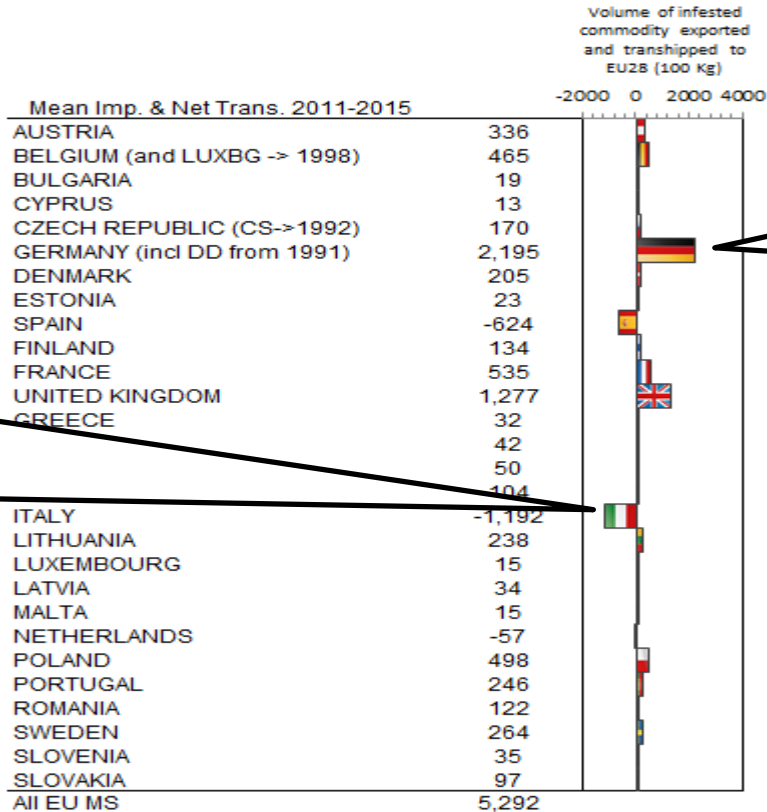 Volume of infested
commodity exported
and transhipped to
EU28 (100 Kg)
-2000 0 2000 4000
Mean Imp. & Net Trans. 2011-2015
AUSTRIA 336
BELGIUM (and LUXBG -> 1998) 465
BULGARIA 19
CYPRUS 13
CZECH REPUBLIC (CS->1992) 170
GERMANY (incl DD from 1991) 2,195
DENMARK 205
ESTONIA 23
SPAIN -624
FINLAND 134
FRANCE 535
UNITED KINGDOM 1,277
GREECE 32
42
50
104
ITALY -1,192
LITHUANIA 238
LUXEMBOURG 15
LATVIA 34
MALTA 15
NETHERLANDS -57
POLAND 498
PORTUGAL 246
ROMANIA 122
SWEDEN 264
SLOVENIA 35
SLOVAKIA 97
All EU MS 5,292